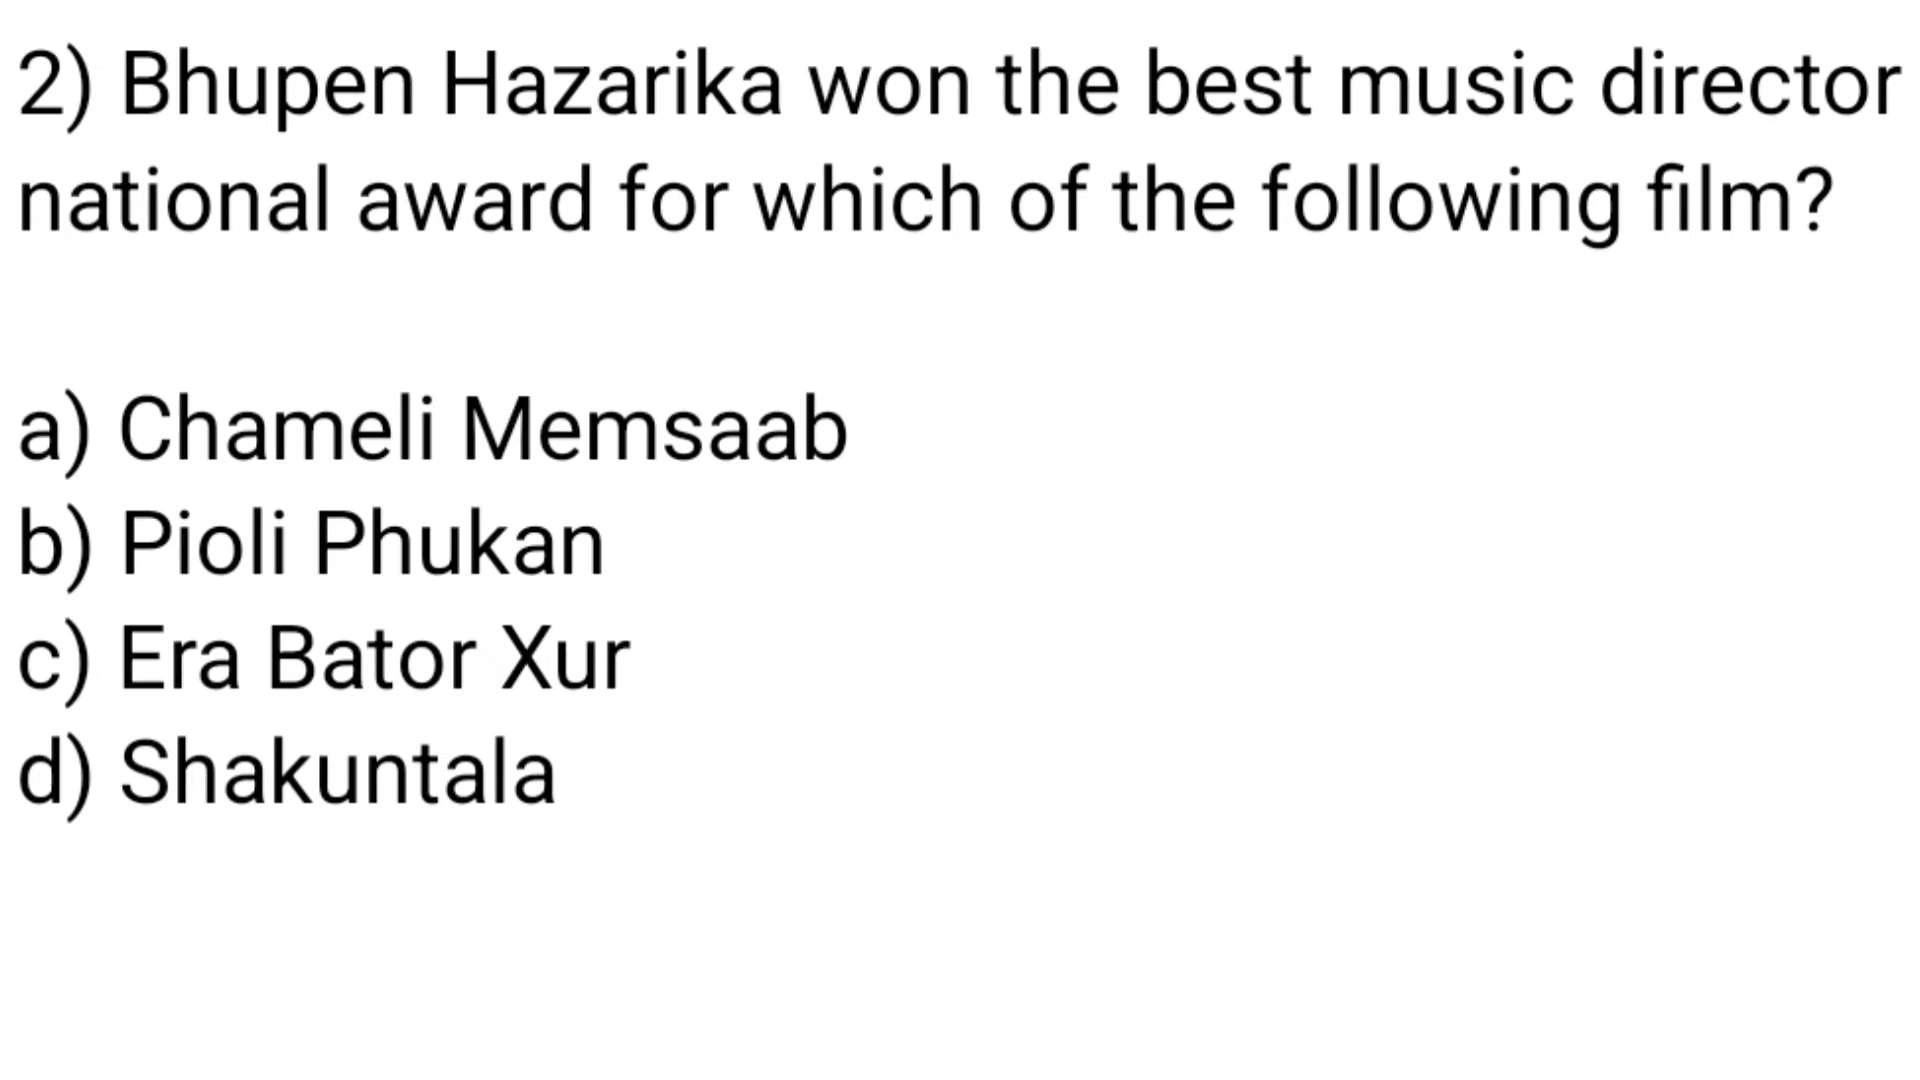 2) Bhupen Hazarika won the best music director
national award for which of the following film?
a) Chameli Memsaab
b) Pioli Phukan
c) Era Bator Xur
d) Shakuntala